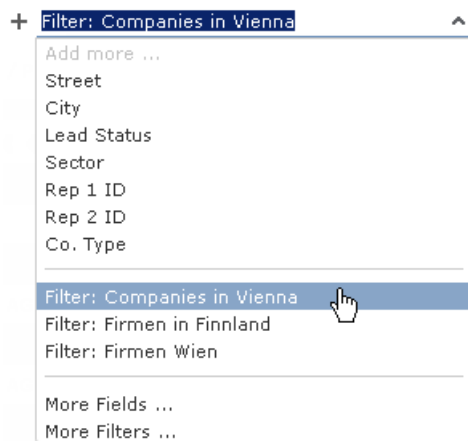 Filter: Companies in Vienna
Add more ...
Street
City
Lead Status
Sector
Rep 1 ID
Rep 2 ID
Co. Type
Filter: Companies in Vienna
Filter: Firmen in Finnland
Filter: Firmen Wien
More Fields ...
More Filters ...